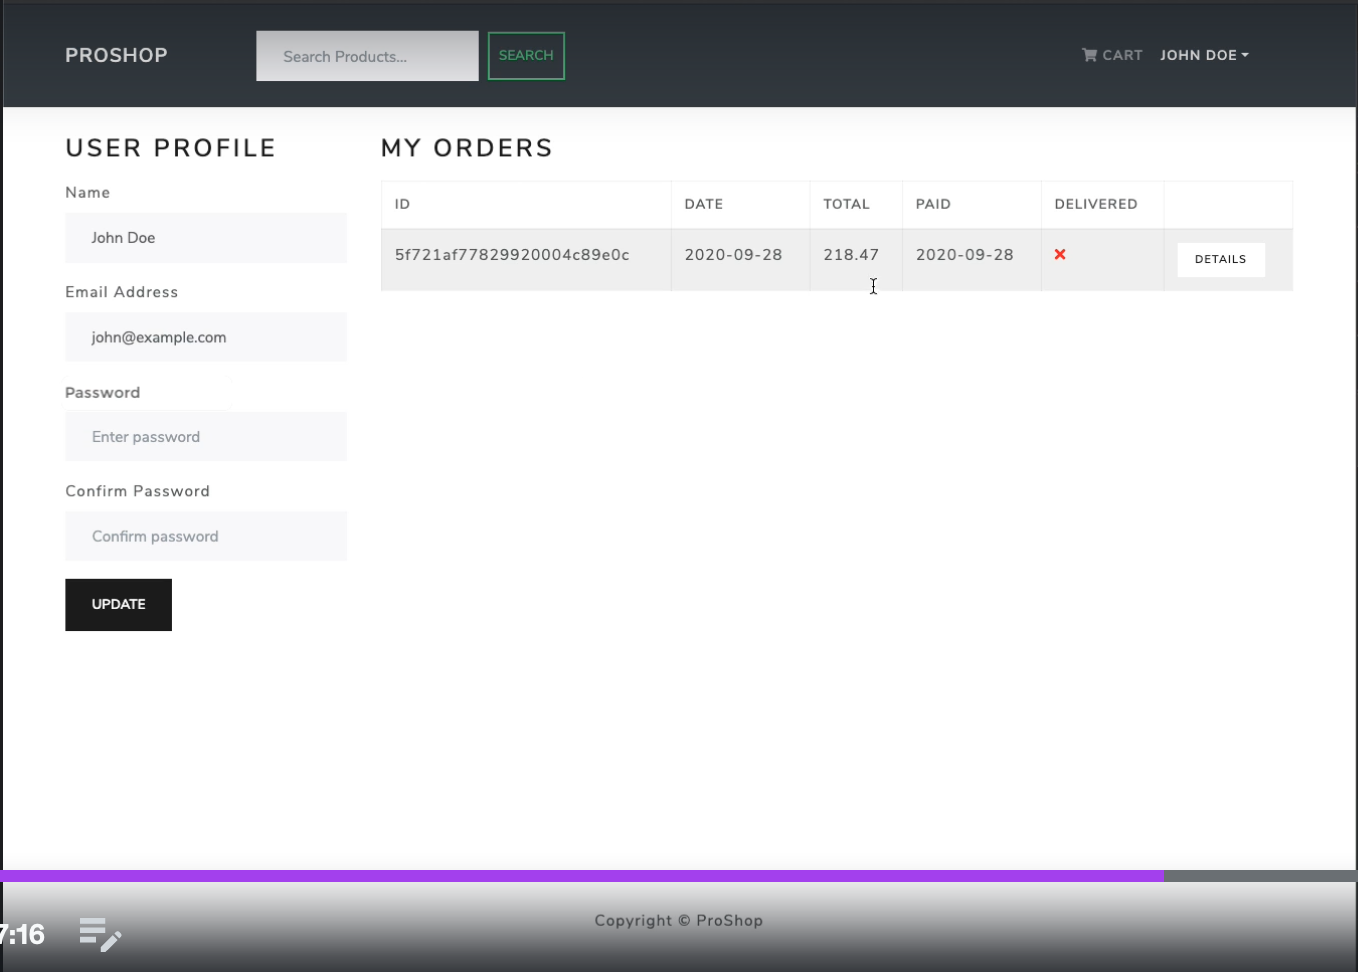 PROSHOP
Search Products...
SEARCH
CART
JOHN DOE
USER PROFILE
Name
John Doe
Email Address
john@example.com
Password
Enter password
Confirm Password
Confirm password
UPDATE
MY ORDERS
ID DATE TOTAL PAID DELIVERED
5f721af77829920004c89e0c 2020-09-28 218.47 2020-09-28 DETAILS
Copyright © ProShop
7:16